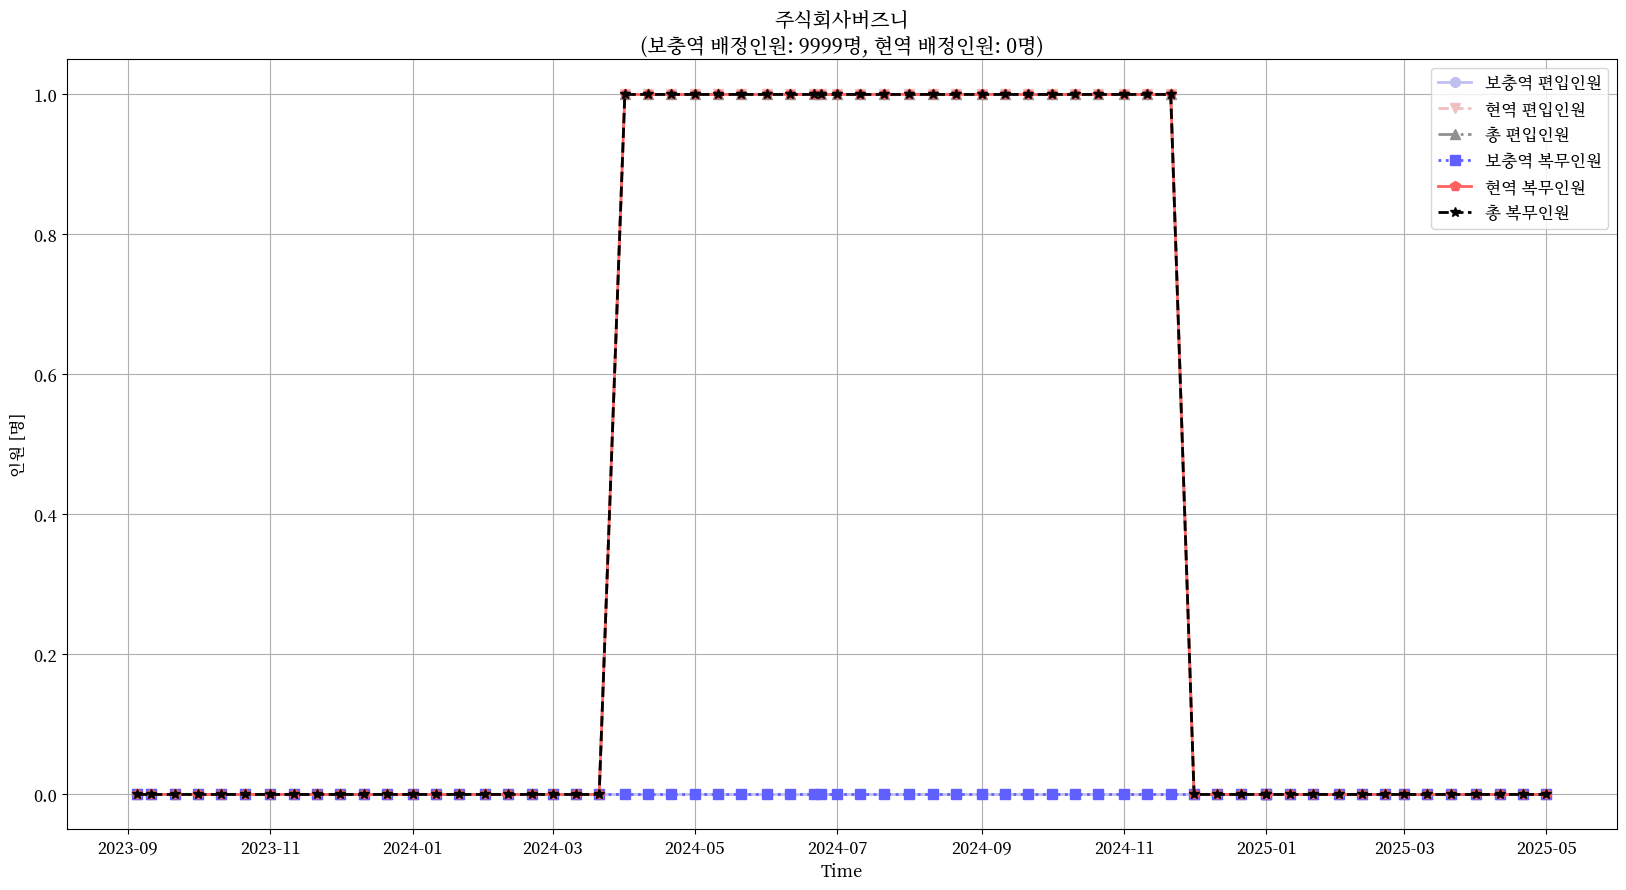 주식회사버즈니
(보충역 배정인원: 9999명, 현역 배정인원: 0명)
보충역 편입인원
현역 편입인원
총 편입인원
보충역 복무인원
현역 복무인원
총 복무인원
인원 [명]
1.0
0.8
0.6
0.4
0.2
0.0
2023-09 2023-11 2024-01 2024-03 2024-05 2024-07 2024-09 2024-11 2025-01 2025-03 2025-05
Time